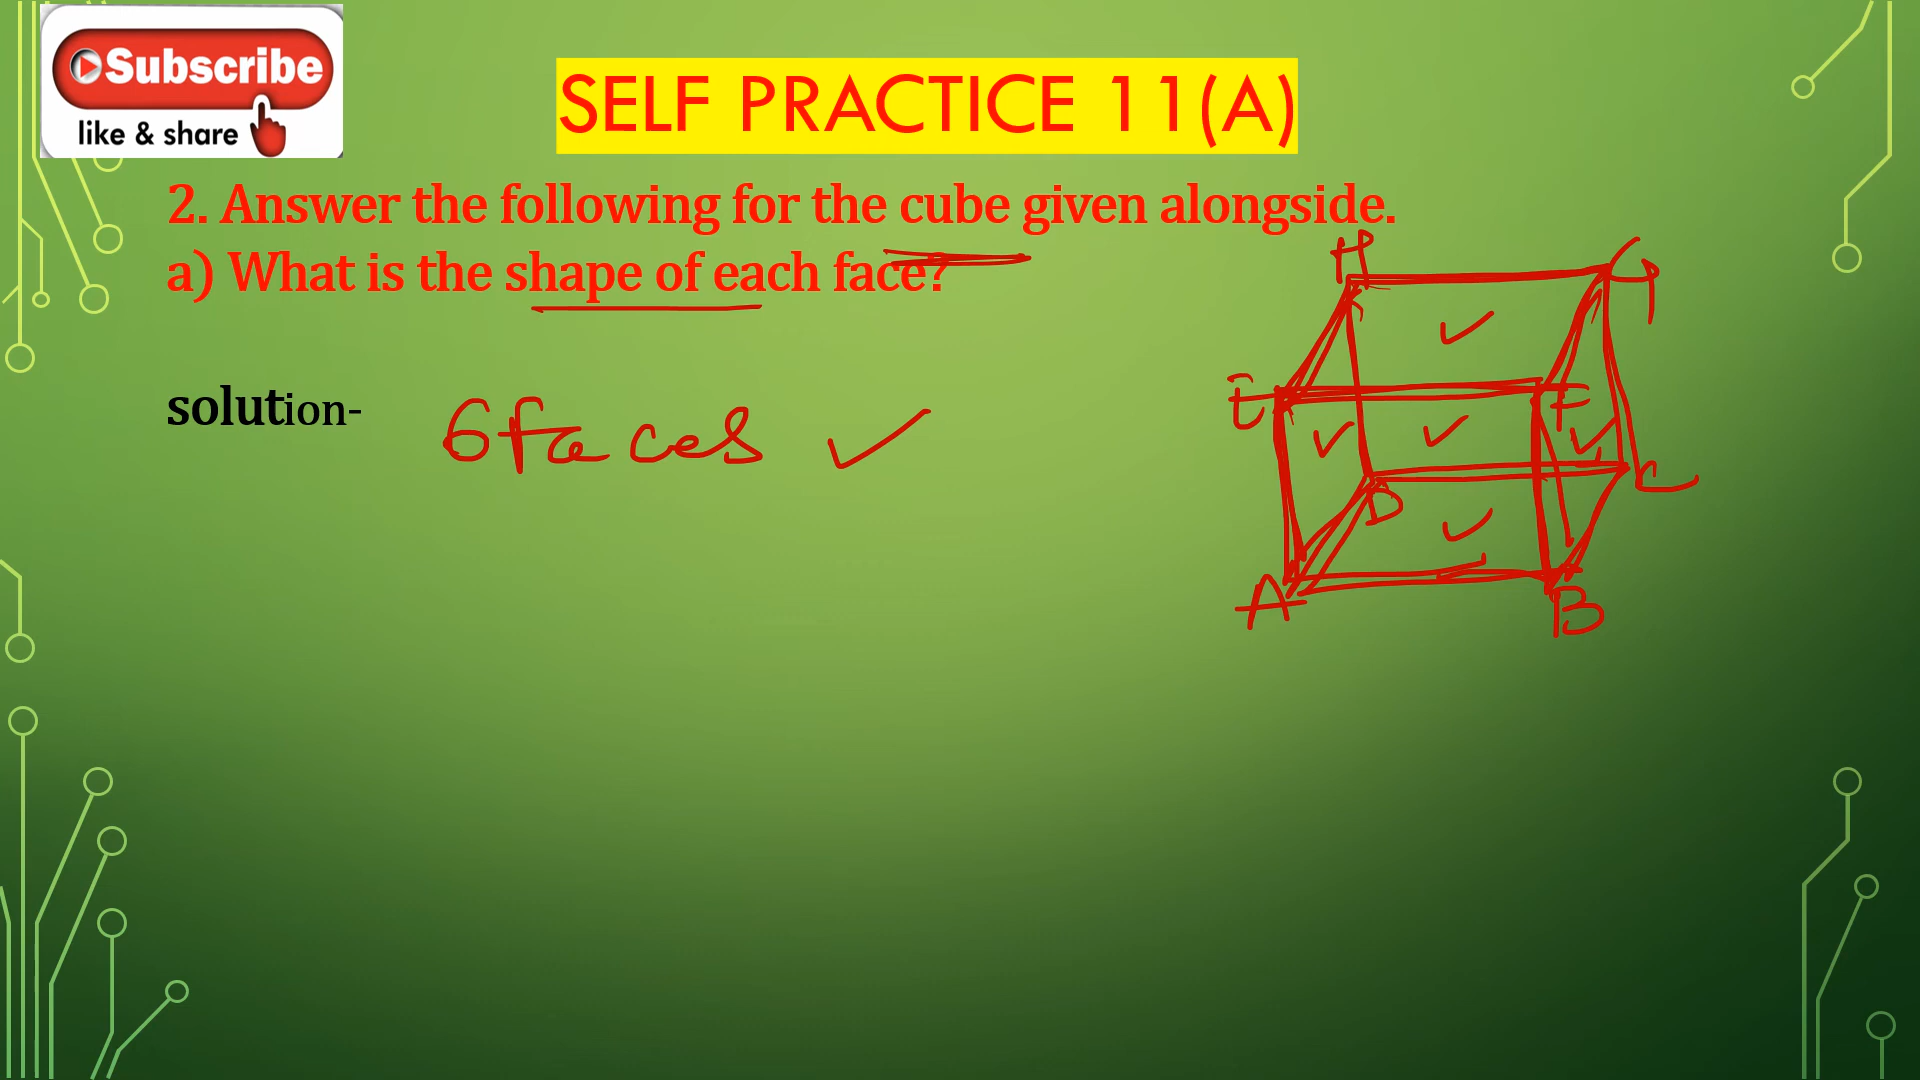 Subscribe
like & share
SELF PRACTICE 11(A)
2. Answer the following for the cube given alongside.
a) What is the shape of each face?
solution-
6 faces
H
G
E
F
D
C
A
B